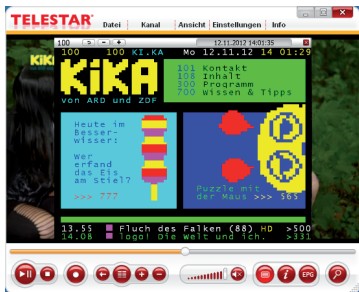 TELESTAR Datei Kanal Ansicht Einstellungen Info
100 12.11.2012 14:01:35
100 100 KI.KA Mo 12.11.12 14 01:29
KiKA
KiKA
von ARD und ZDF
101 Kontakt
108 Inhalt
300 Programm
700 Wissen & Tipps
Heute im
Besser-
wisser:
Wer
erfand
das Eis
am Stiel?
>>> 777
Puzzle mit
der Maus >>> 565
13.55 Fluch des Falken (88) HD >500
14.08 logo! Die Welt und ich. >331
EPG